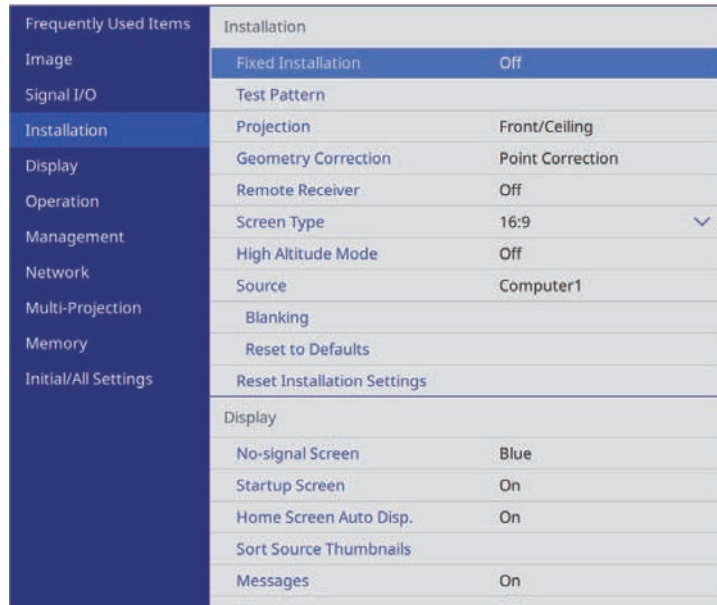 Frequently Used Items
Image
Signal I/O
Installation
Display
Operation
Management
Network
Multi-Projection
Memory
Initial/All Settings
Installation
Fixed Installation Off
Test Pattern
Projection Front/Ceiling
Geometry Correction Point Correction
Remote Receiver Off
Screen Type 16:9
High Altitude Mode Off
Source Computer1
Blanking
Reset to Defaults
Reset Installation Settings
Display
No-signal Screen Blue
Startup Screen On
Home Screen Auto Disp. On
Sort Source Thumbnails
Messages On